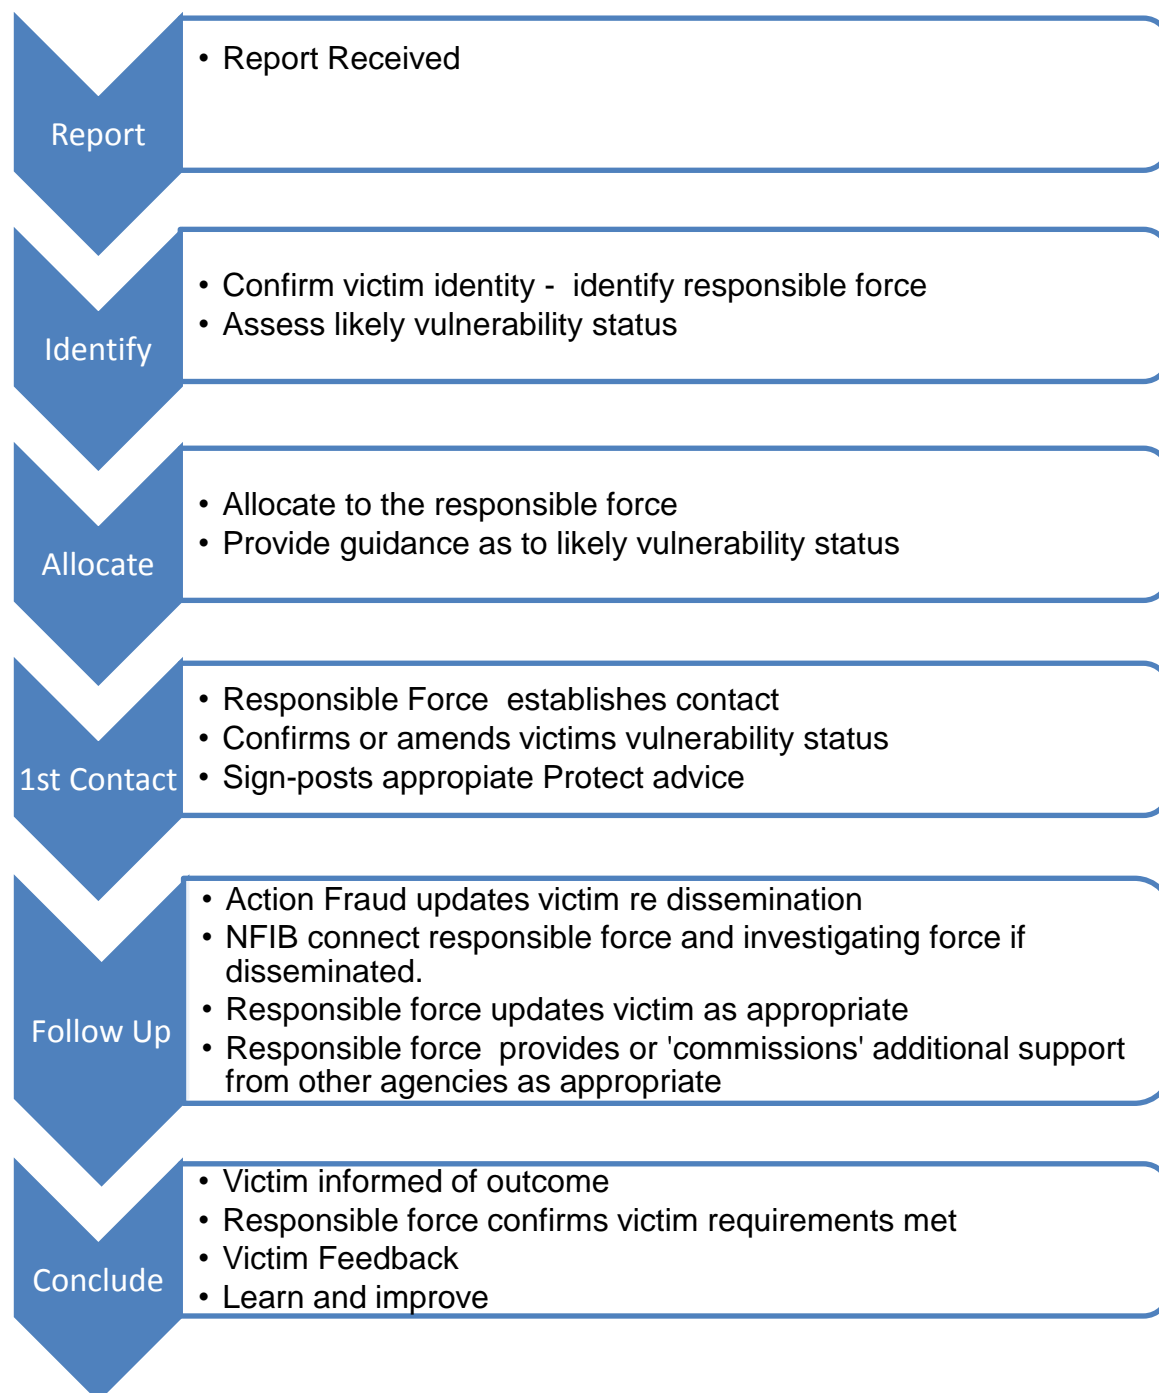 Report
• Report Received
Identify
• Confirm victim identity -  identify responsible force
• Assess likely vulnerability status
Allocate
• Allocate to the responsible force
• Provide guidance as to likely vulnerability status
1st Contact
• Responsible Force  establishes contact
• Confirms or amends victims vulnerability status
• Sign-posts appropiate Protect advice
Follow Up
• Action Fraud updates victim re dissemination
• NFIB connect responsible force and investigating force if
disseminated.
• Responsible force updates victim as appropriate
• Responsible force  provides or 'commissions' additional support
from other agencies as appropriate
Conclude
• Victim informed of outcome
• Responsible force confirms victim requirements met
• Victim Feedback
• Learn and improve